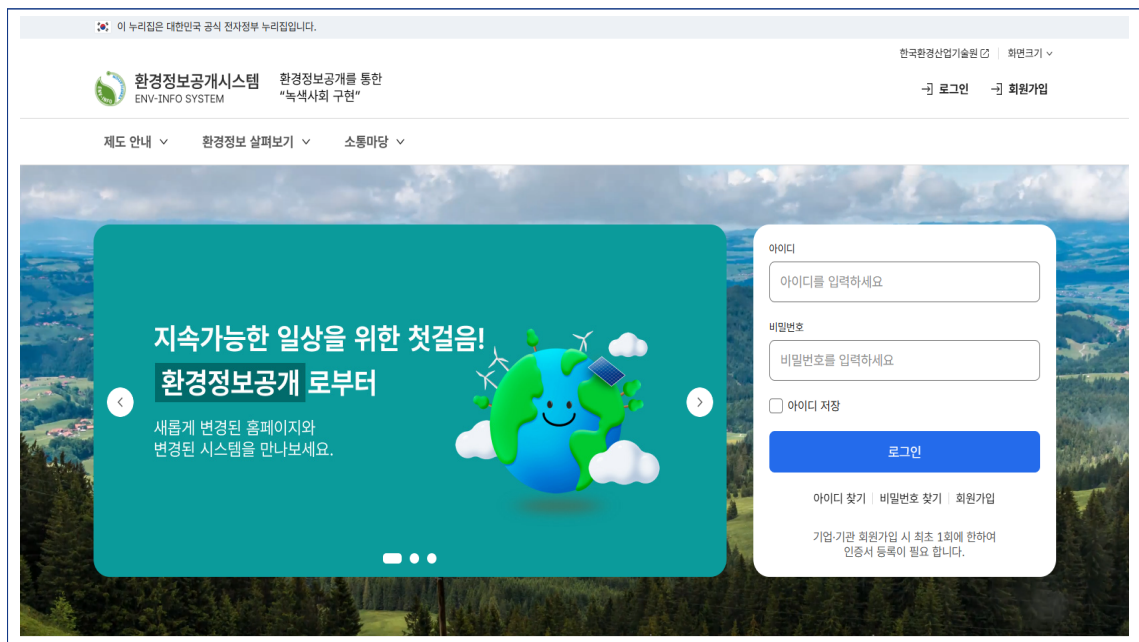 이 누리집은 대한민국 공식 전자정부 누리집입니다.
한국환경산업기술원 화면크기
환경정보공개시스템
ENV-INFO SYSTEM
환경정보공개를 통한
“녹색사회 구현”
로그인 회원가입
제도 안내 환경정보 살펴보기 소통마당
지속가능한 일상을 위한 첫걸음!
환경정보공개 로부터
새롭게 변경된 홈페이지와
변경된 시스템을 만나보세요.
아이디
아이디를 입력하세요
비밀번호
비밀번호를 입력하세요
아이디 저장
로그인
아이디 찾기 비밀번호 찾기 회원가입
기업·기관 회원가입 시 최초 1회에 한하여
인증서 등록이 필요 합니다.